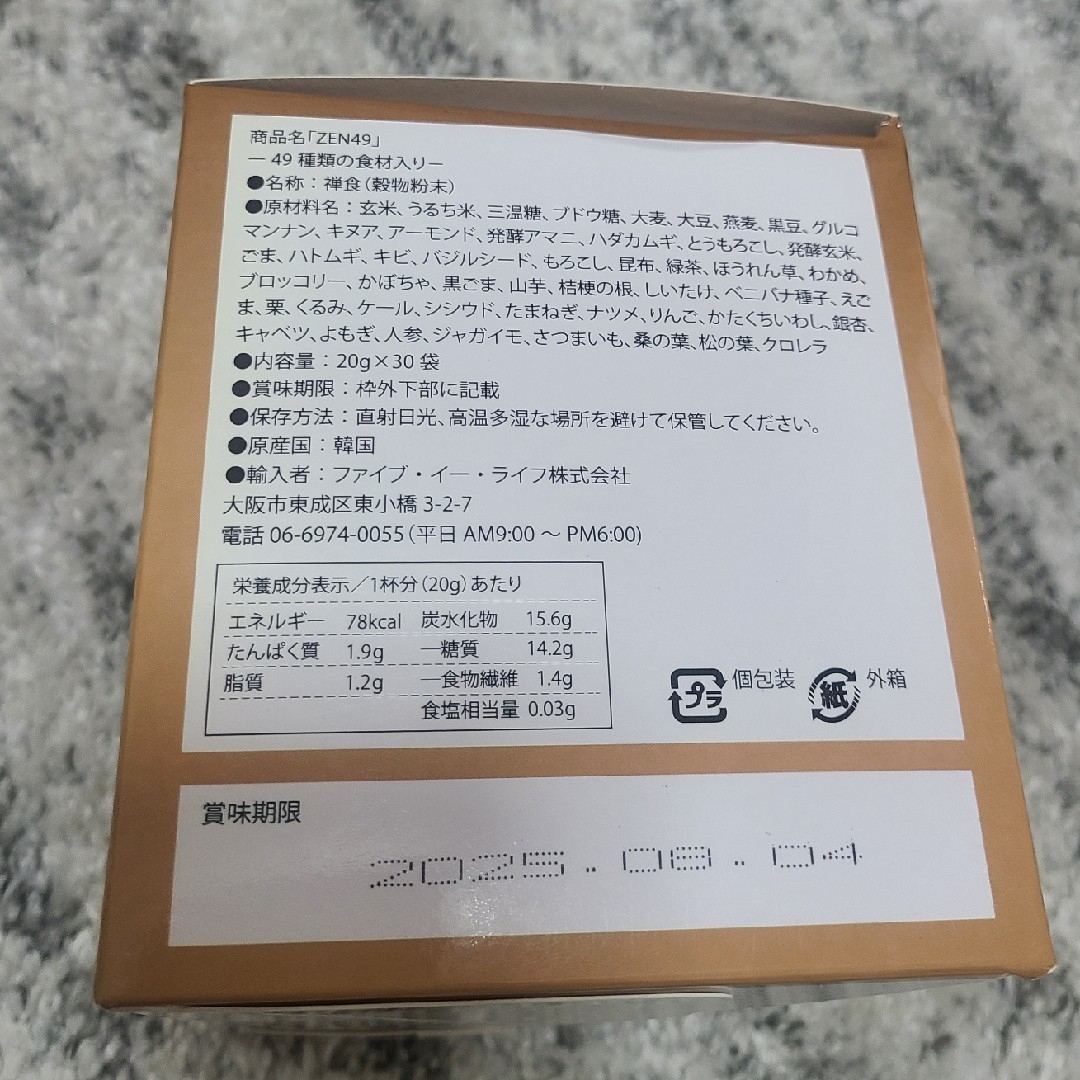 商品名「ZEN49」
― 49 種類の食材入り―
●名称：禅食（穀物粉末）
●原材料名：玄米、うるち米、三温糖、ブドウ糖、大麦、大豆、燕麦、黒豆、グルコ
マンナン、キヌア、アーモンド、発酵アマニ、ハダカムギ、とうもろこし、発酵玄米、
ごま、ハトムギ、キビ、バジルシード、もろこし、昆布、緑茶、ほうれん草、わかめ、
ブロッコリー、かぼちゃ、黒ごま、山芋、桔梗の根、しいたけ、ベニバナ種子、えご
ま、栗、くるみ、ケール、シシウド、たまねぎ、ナツメ、りんご、かたくちいわし、銀杏、
キャベツ、よもぎ、人参、ジャガイモ、さつまいも、桑の葉、松の葉、クロレラ
●内容量：20g×30 袋
●賞味期限：枠外下部に記載
●保存方法：直射日光、高温多湿な場所を避けて保管してください。
●原産国：韓国
●輸入者：ファイブ・イー・ライフ株式会社
大阪市東成区東小橋 3-2-7
電話 06-6974-0055（平日 AM9:00 ～ PM6:00）
栄養成分表示／1杯分（20g）あたり
エネルギー 78kcal 炭水化物 15.6g
たんぱく質 1.9g ―糖質 14.2g
脂質 1.2g ―食物繊維 1.4g
食塩相当量 0.03g
プラ 個包装 紙 外箱
賞味期限
2025.08.04